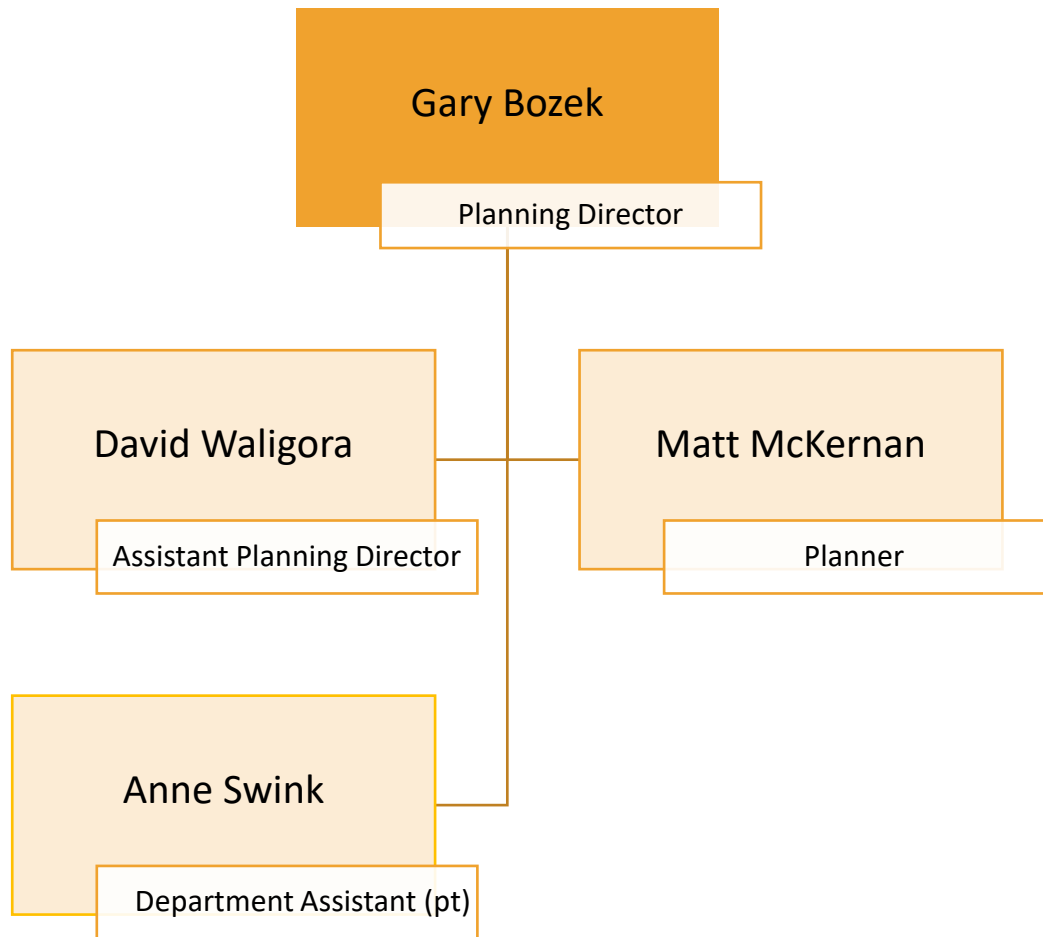 Gary Bozek
Planning Director
David Waligora
Assistant Planning Director
Matt McKernan
Planner
Anne Swink
Department Assistant (pt)